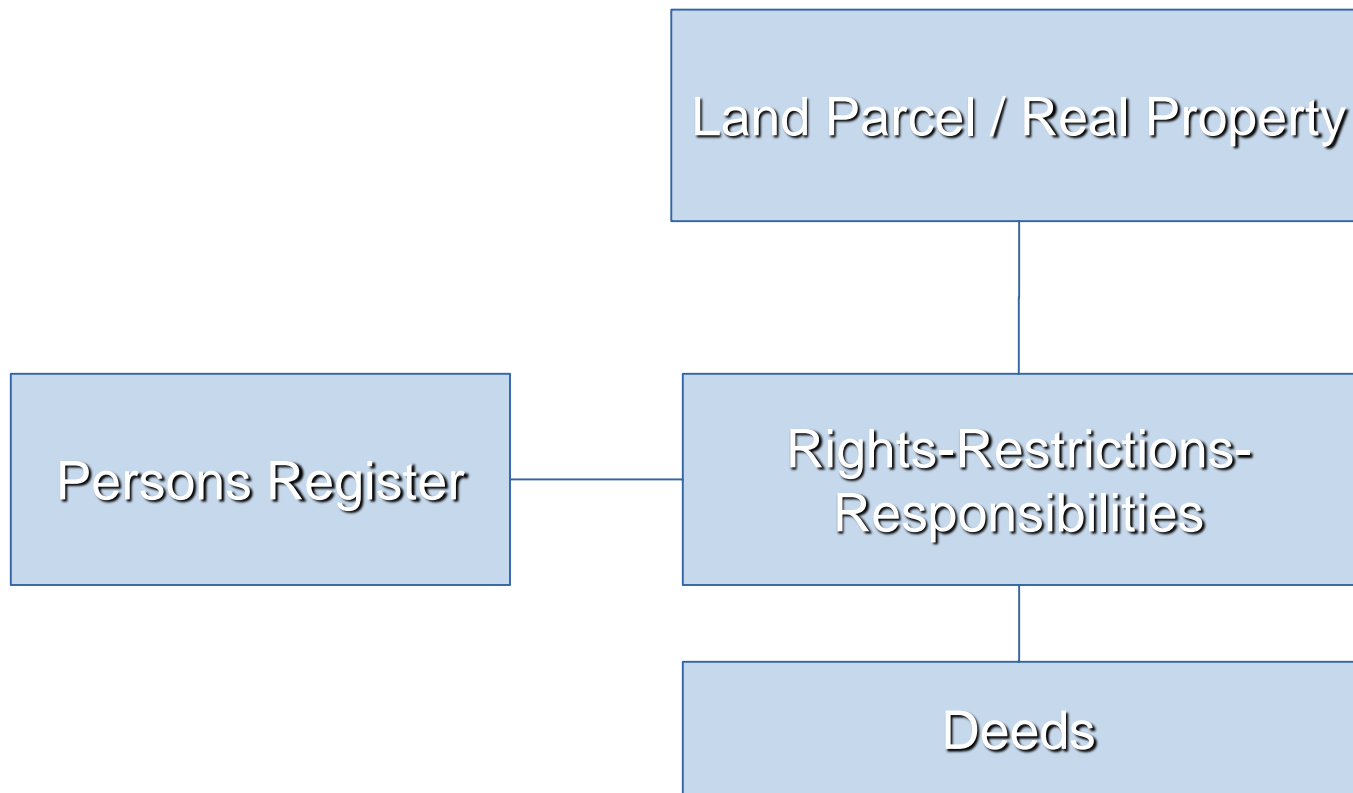 Land Parcel / Real Property
Persons Register
Rights-Restrictions-
Responsibilities
Deeds